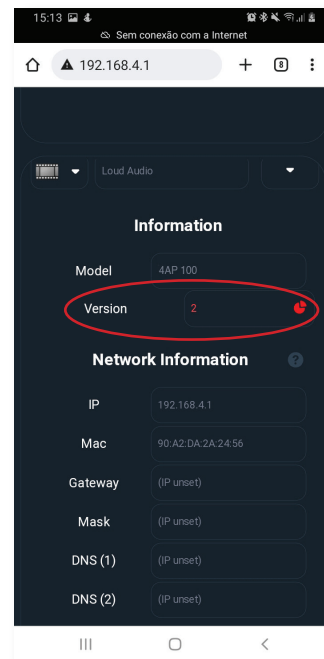 15:13
Sem conexão com a Internet
192.168.4.1
8
Loud Audio
Information
Model 4AP 100
Version 2
Network Information ?
IP 192.168.4.1
Mac 90:A2:DA:2A:24:56
Gateway (IP unset)
Mask (IP unset)
DNS (1) (IP unset)
DNS (2) (IP unset)